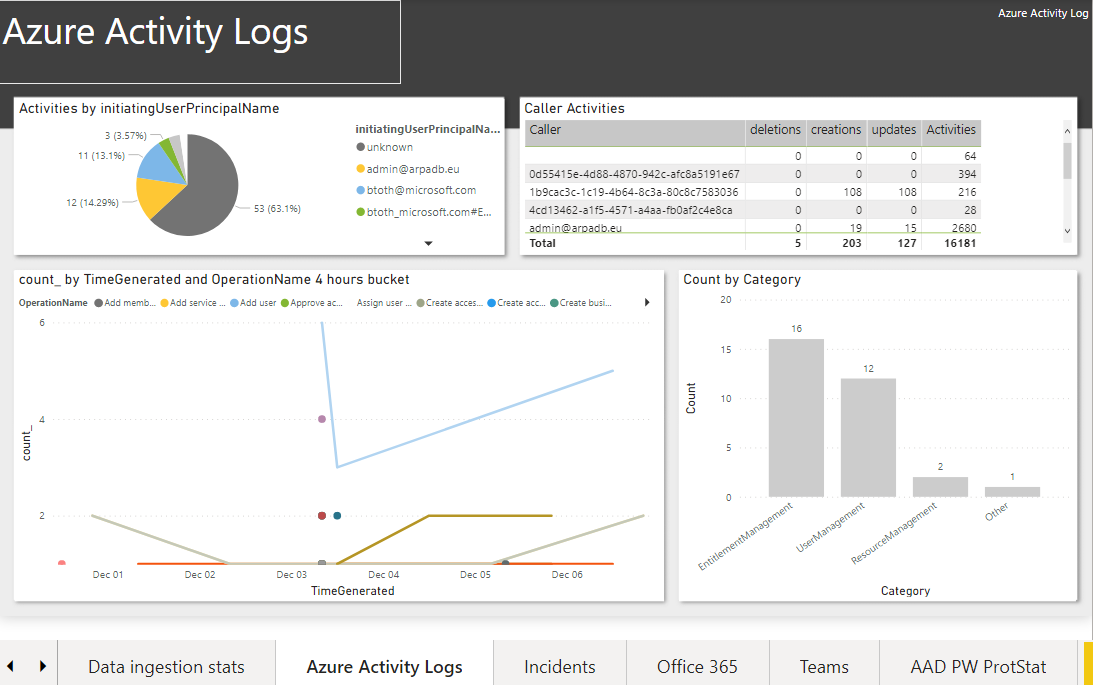 Azure Activity Logs
Azure Activity Log
Activities by initiatingUserPrincipalName
3 (3.57%)
11 (13.1%)
12 (14.29%)
53 (63.1%)
initiatingUserPrincipalNa...
unknown
admin@arpadb.eu
btoth@microsoft.com
btoth_microsoft.com#E...
Caller Activities
Caller deletions creations updates Activities
0 0 0 64
0d55415e-4d88-4870-942c-afc8a5191e67 0 0 0 394
1b9cac3c-1c19-4b64-8c3a-80c8c7583036 0 108 108 216
4cd13462-a1f5-4571-a4aa-fb0af2c4e8ca 0 0 0 28
admin@arpadb.eu 0 19 15 2680
Total 5 203 127 16181
count_ by TimeGenerated and OperationName 4 hours bucket
OperationName Add memb... Add service ... Add user Approve ac... Assign user ... Create acces... Create acc... Create busi...
6
4
2
count_
Dec 01 Dec 02 Dec 03 Dec 04 Dec 05 Dec 06
TimeGenerated
Count by Category
20
15
10
5
0
Count
16
12
2
1
EntitlementManagement
UserManagement
ResourceManagement
Other
Category
Data ingestion stats Azure Activity Logs Incidents Office 365 Teams AAD PW ProtStat